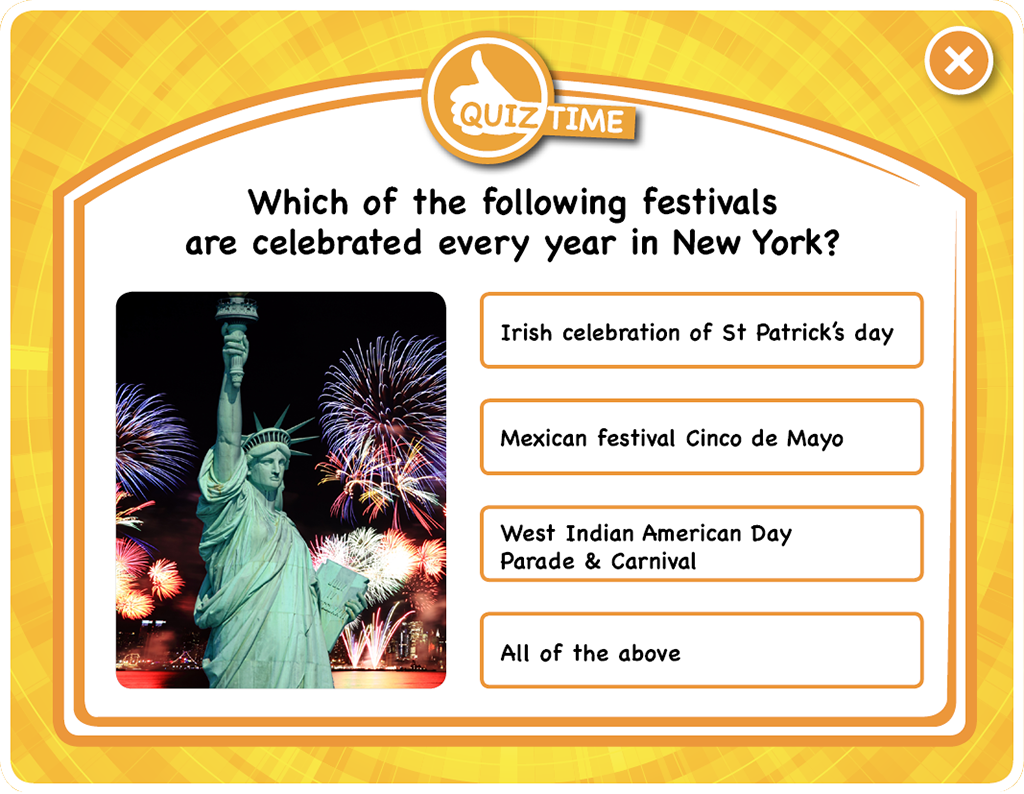 QUIZ TIME
Which of the following festivals
are celebrated every year in New York?
Irish celebration of St Patrick's day
Mexican festival Cinco de Mayo
West Indian American Day
Parade & Carnival
All of the above